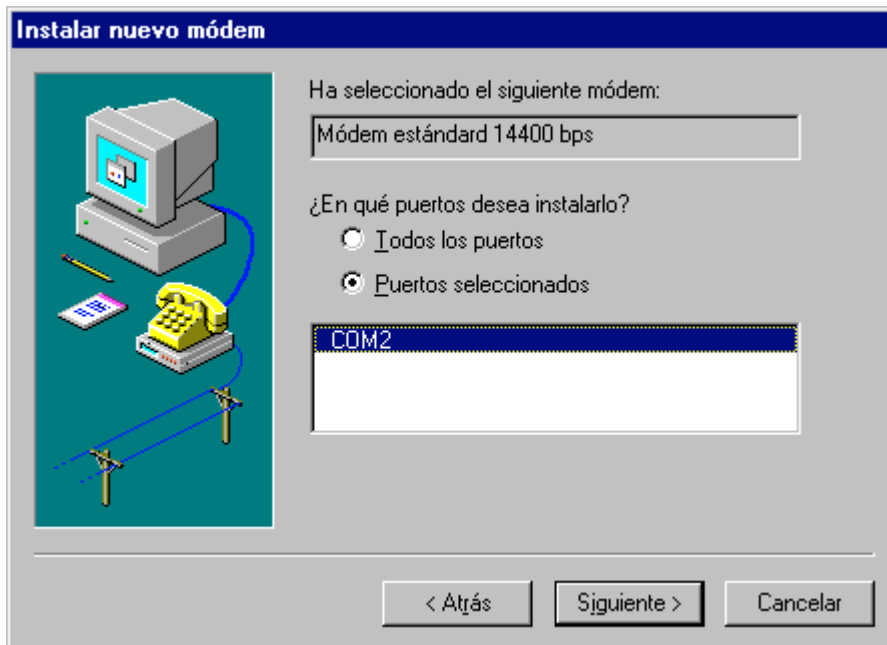 Instalar nuevo módem
Ha seleccionado el siguiente módem:
Módem estándard 14400 bps
¿En qué puertos desea instalarlo?
Todos los puertos
Puertos seleccionados
COM2
< Atrás
Siguiente >
Cancelar